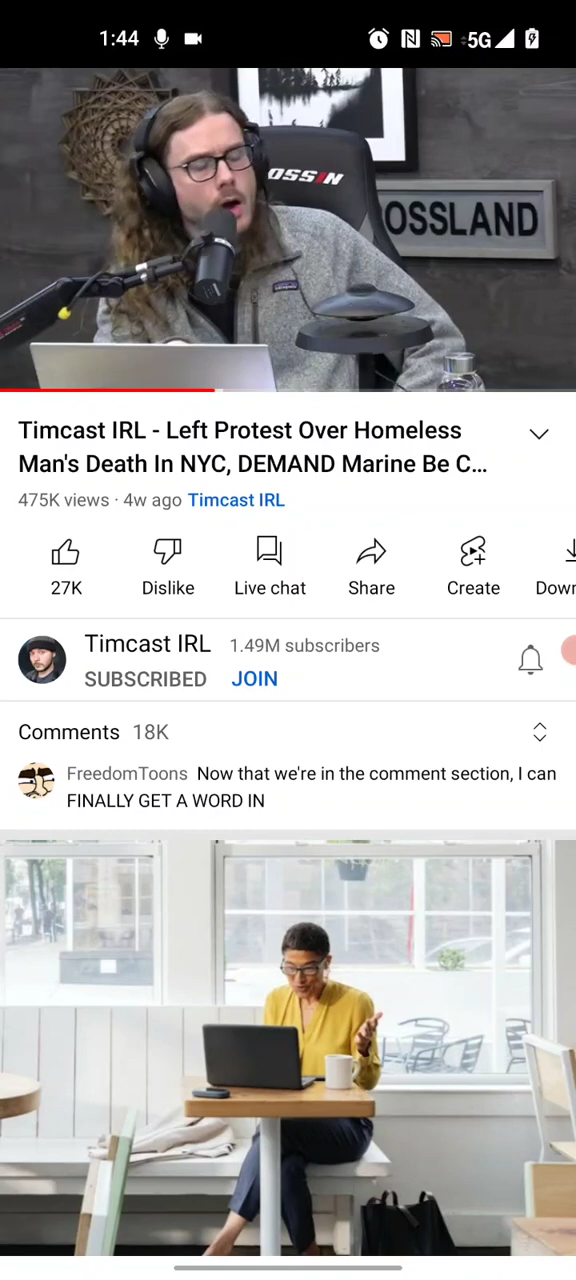 1:44
5G
OSSIN
OSSLAND
Timcast IRL - Left Protest Over Homeless
Man's Death In NYC, DEMAND Marine Be C...
475K views · 4w ago Timcast IRL
27K
Dislike
Live chat
Share
Create
Down
Timcast IRL 1.49M subscribers
SUBSCRIBED JOIN
Comments 18K
FreedomToons Now that we're in the comment section, I can
FINALLY GET A WORD IN